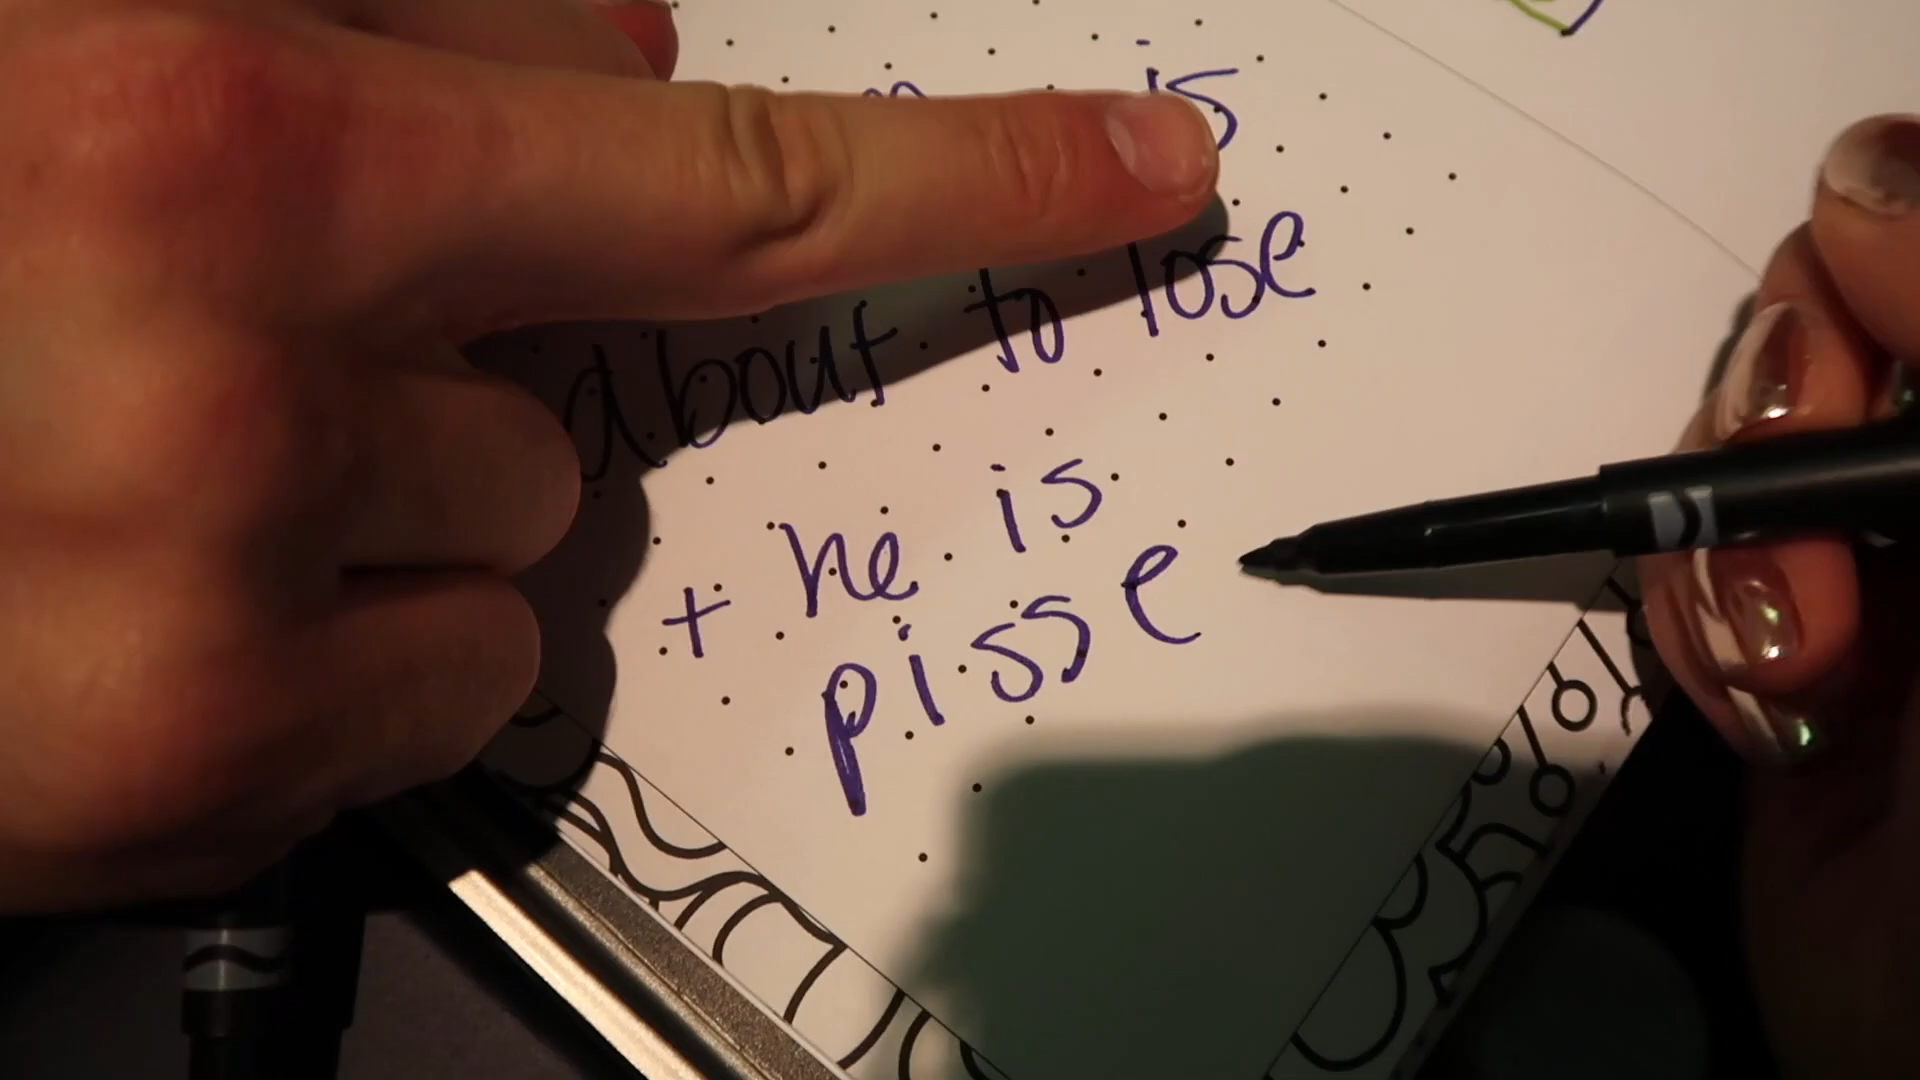 is
about to lose
+ he is
pisse